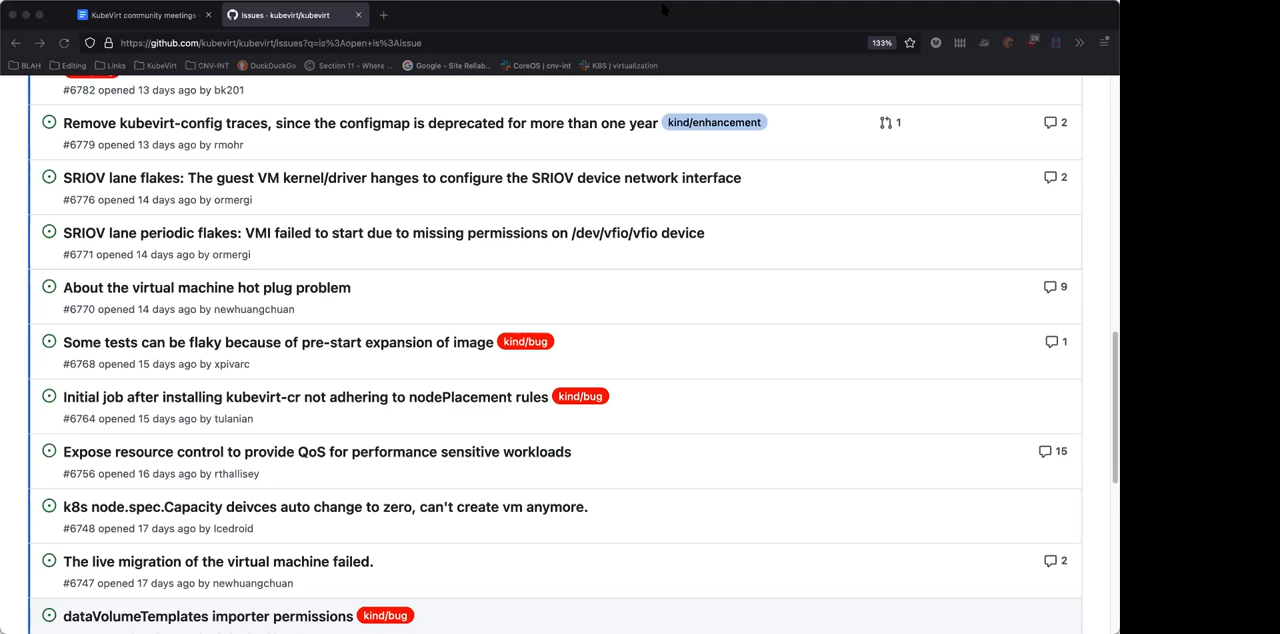 KubeVirt community meetings
Issues · kubevirt/kubevirt
https://github.com/kubevirt/kubevirt/issues?q=is%3Aopen+is%3Aissue
133%
29
BLAH
Editing
Links
KubeVirt
CNV-INT
DuckDuckGo
Section 11 – Where ...
Google - Site Reliab...
CoreOS | cnv-int
K8S | virtualization
#6782 opened 13 days ago by bk201
Remove kubevirt-config traces, since the configmap is deprecated for more than one year kind/enhancement 1 2
#6779 opened 13 days ago by rmohr
SRIOV lane flakes: The guest VM kernel/driver hanges to configure the SRIOV device network interface 2
#6776 opened 14 days ago by ormergi
SRIOV lane periodic flakes: VMI failed to start due to missing permissions on /dev/vfio/vfio device
#6771 opened 14 days ago by ormergi
About the virtual machine hot plug problem 9
#6770 opened 14 days ago by newhuangchuan
Some tests can be flaky because of pre-start expansion of image kind/bug 1
#6768 opened 15 days ago by xpivarc
Initial job after installing kubevirt-cr not adhering to nodePlacement rules kind/bug
#6764 opened 15 days ago by tulanian
Expose resource control to provide QoS for performance sensitive workloads 15
#6756 opened 16 days ago by rthallisey
k8s node.spec.Capacity deivces auto change to zero, can't create vm anymore.
#6748 opened 17 days ago by lcedroid
The live migration of the virtual machine failed. 2
#6747 opened 17 days ago by newhuangchuan
dataVolumeTemplates importer permissions kind/bug